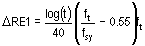 ΔRE1 = log(t)/40 (f_t/f_sy − 0.55) f_t